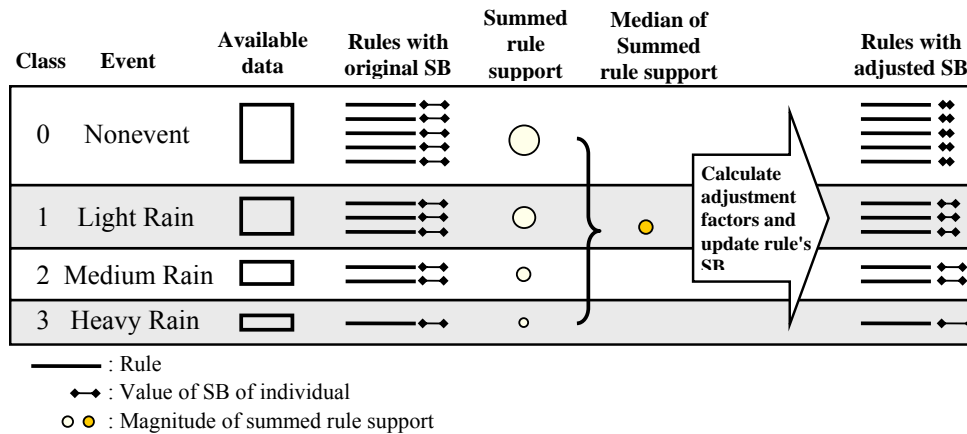 Class
Event
Available
data
Rules with
original SB
Summed
rule
support
Median of
Summed
rule support
Rules with
adjusted SB
0 Nonevent
1 Light Rain
2 Medium Rain
3 Heavy Rain
Calculate
adjustment
factors and
update rule's
SB
: Rule
: Value of SB of individual
: Magnitude of summed rule support